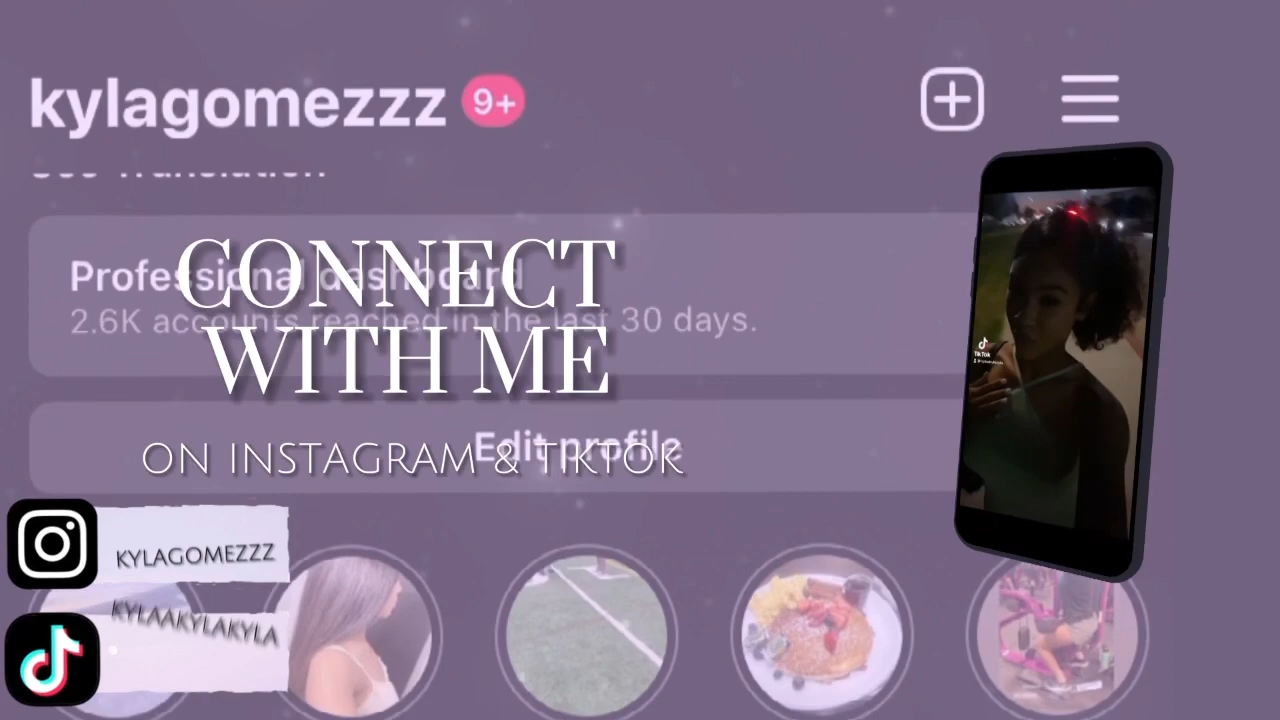 kylagomezzz 9+
Professional dashboard
2.6K accounts reached in the last 30 days.
CONNECT
WITH ME
Edit profile
ON INSTAGRAM & TIKTOK
KYLAGOMEZZZ
KYLAAKYLAKYLA
TikTok